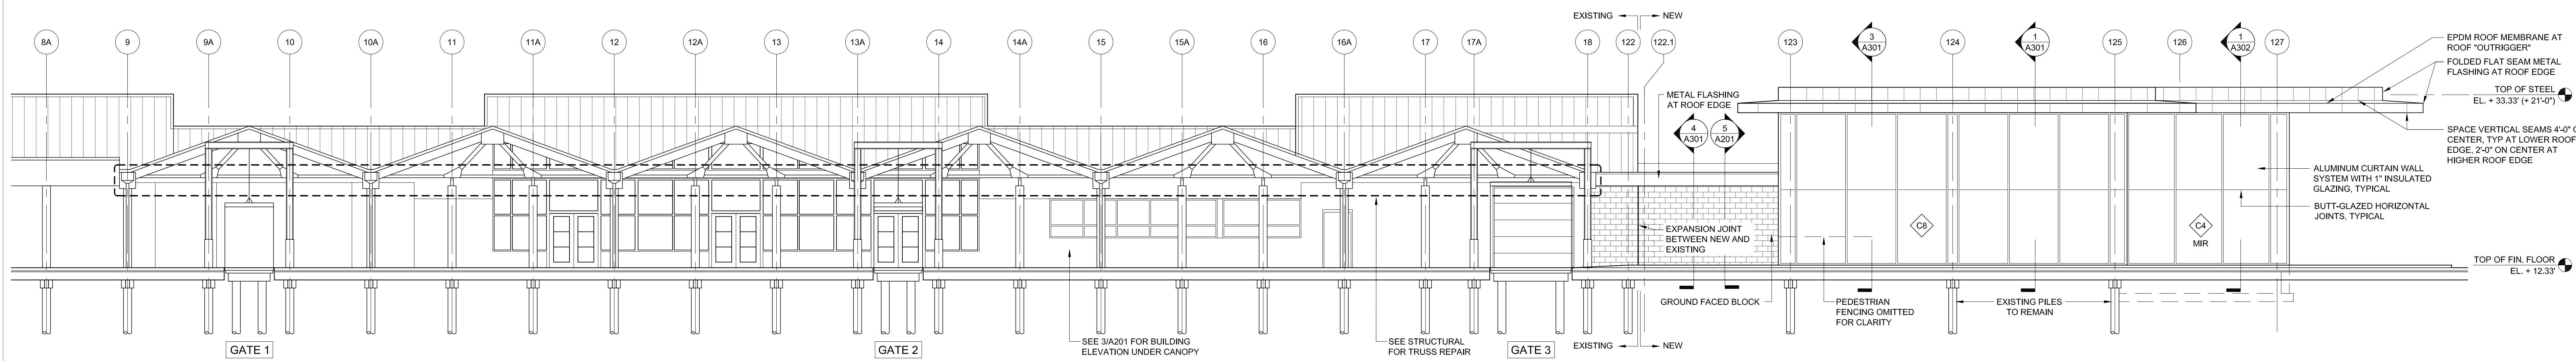 EXISTING NEW
8A 9 9A 10 10A 11 11A 12 12A 13 13A 14 14A 15 15A 16 16A 17 17A 18 122 122.1 123 3 A301 124 1 A301 125 126 1 A302 127
EPDM ROOF MEMBRANE AT
ROOF "OUTRIGGER"
FOLDED FLAT SEAM METAL
FLASHING AT ROOF EDGE
TOP OF STEEL
EL. + 33.33' (+ 21'-0")
METAL FLASHING
AT ROOF EDGE
4 A301 5 A201
SPACE VERTICAL SEAMS 4'-0" O
CENTER, TYP AT LOWER ROOF
EDGE, 2'-0" ON CENTER AT
HIGHER ROOF EDGE
ALUMINUM CURTAIN WALL
SYSTEM WITH 1" INSULATED
GLAZING, TYPICAL
BUTT-GLAZED HORIZONTAL
JOINTS, TYPICAL
C8
C4
MIR
EXPANSION JOINT
BETWEEN NEW AND
EXISTING
TOP OF FIN. FLOOR
EL. + 12.33'
GROUND FACED BLOCK
PEDESTRIAN
FENCING OMITTED
FOR CLARITY
EXISTING PILES
TO REMAIN
GATE 1
GATE 2
SEE 3/A201 FOR BUILDING
ELEVATION UNDER CANOPY
SEE STRUCTURAL
FOR TRUSS REPAIR
GATE 3
EXISTING NEW